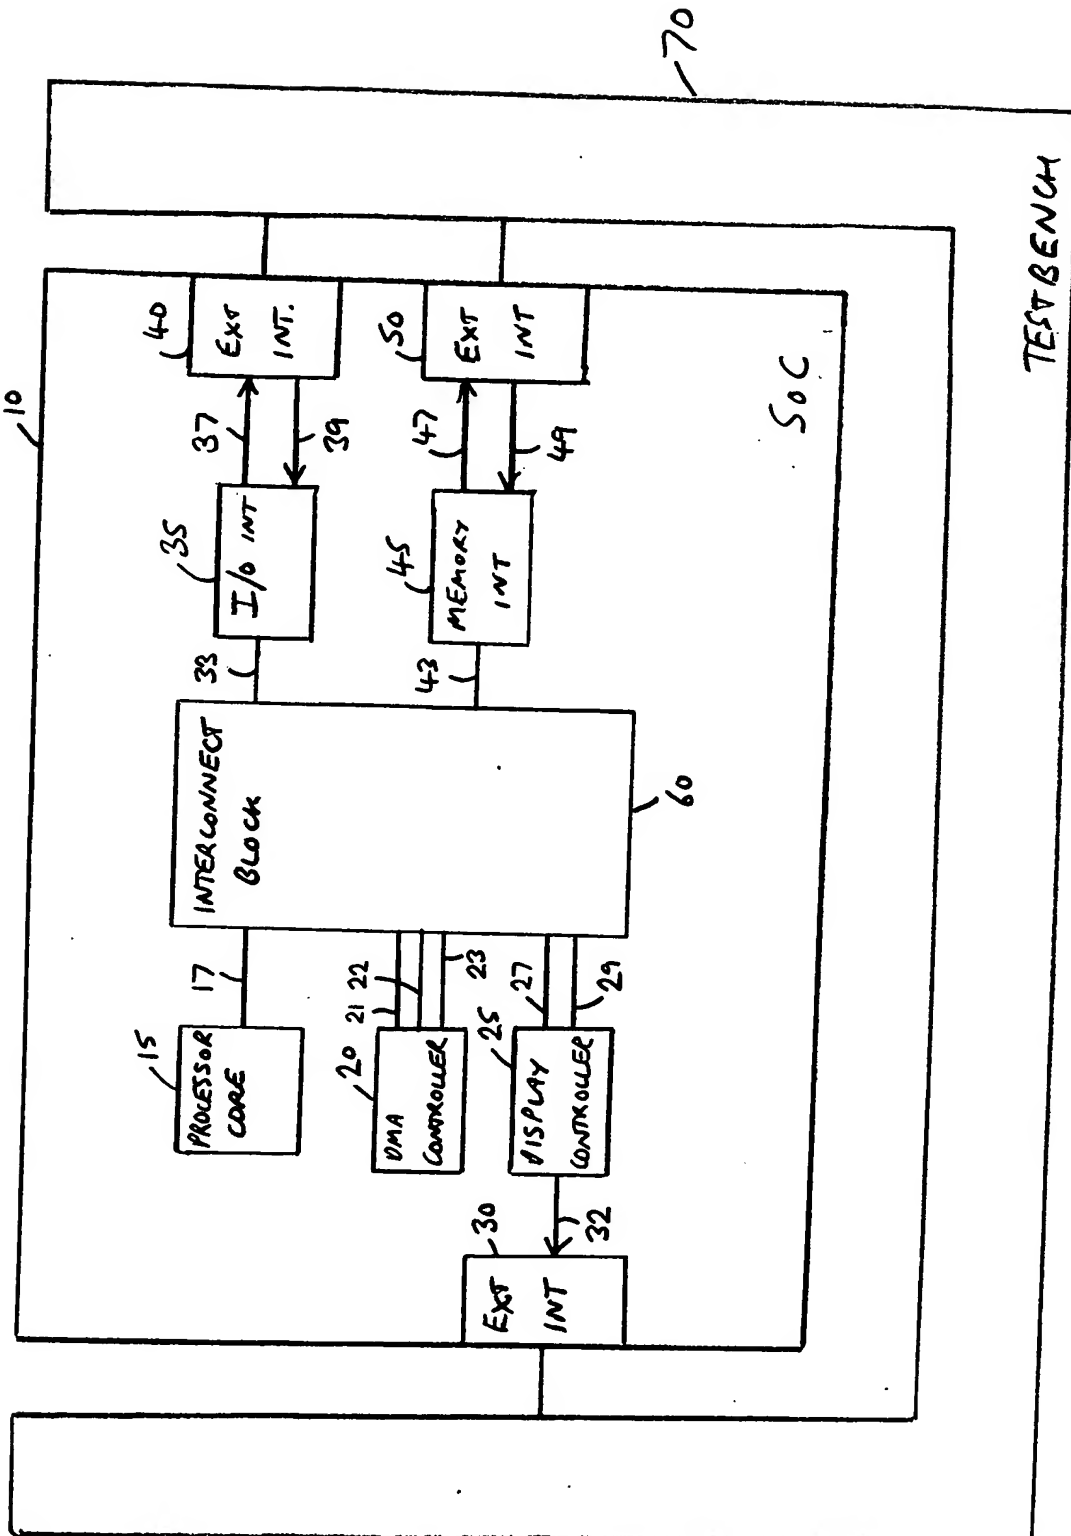 70
10
40
EXT
INT.
37
39
35
I/O INT
33
50
EXT
INT
47
49
45
MEMORY
INT
43
INTERCONNECT
BLOCK
60
17
15
PROCESSOR
CORE
21
22
23
20
DMA
CONTROLLER
27
29
25
DISPLAY
CONTROLLER
32
30
EXT
INT
SoC
TESTBENCH